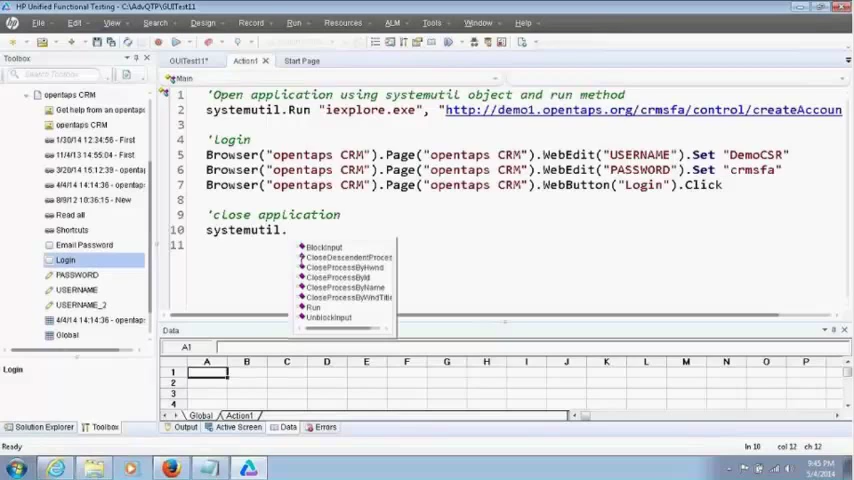 HP Unified Functional Testing - C:\AdvQTP\GUITest11
File Edit View Search Design Record Run Resources ALM Tools Window Help
Toolbox
GUITest11* Action1 Start Page
Search Toolbox
Main
opentaps CRM
Get help from an opentaps
opentaps CRM
1/30/14 12:34:56 - First
11/4/13 14:55:04 - First
3/20/14 15:12:39 - opentap
4/4/14 14:14:36 - opentaps
8/9/12 10:36:15 - New
Read all
Shortcuts
Email Password
Login
PASSWORD
USERNAME
USERNAME_2
4/4/14 14:14:36 - opentap
Global
1 'Open application using systemutil object and run method
2 systemutil.Run "iexplore.exe", "http://demo1.opentaps.org/crmsfa/control/createAccoun
3
4 'login
5 Browser("opentaps CRM").Page("opentaps CRM").WebEdit("USERNAME").Set "DemoCSR"
6 Browser("opentaps CRM").Page("opentaps CRM").WebEdit("PASSWORD").Set "crmsfa"
7 Browser("opentaps CRM").Page("opentaps CRM").WebButton("Login").Click
8
9 'close application
10 systemutil.
11
BlockInput
CloseDescendentProces
CloseProcessByHwnd
CloseProcessById
CloseProcessByName
CloseProcessByWndTitle
Run
UnblockInput
Data
A1
A B C D E F G H I J K L M N O P
1
2
3
4
Global Action1
Login
Solution Explorer Toolbox
Output Active Screen Data Errors
Ready
ln 10 col 12 ch 12
9:45 PM
5/4/2014